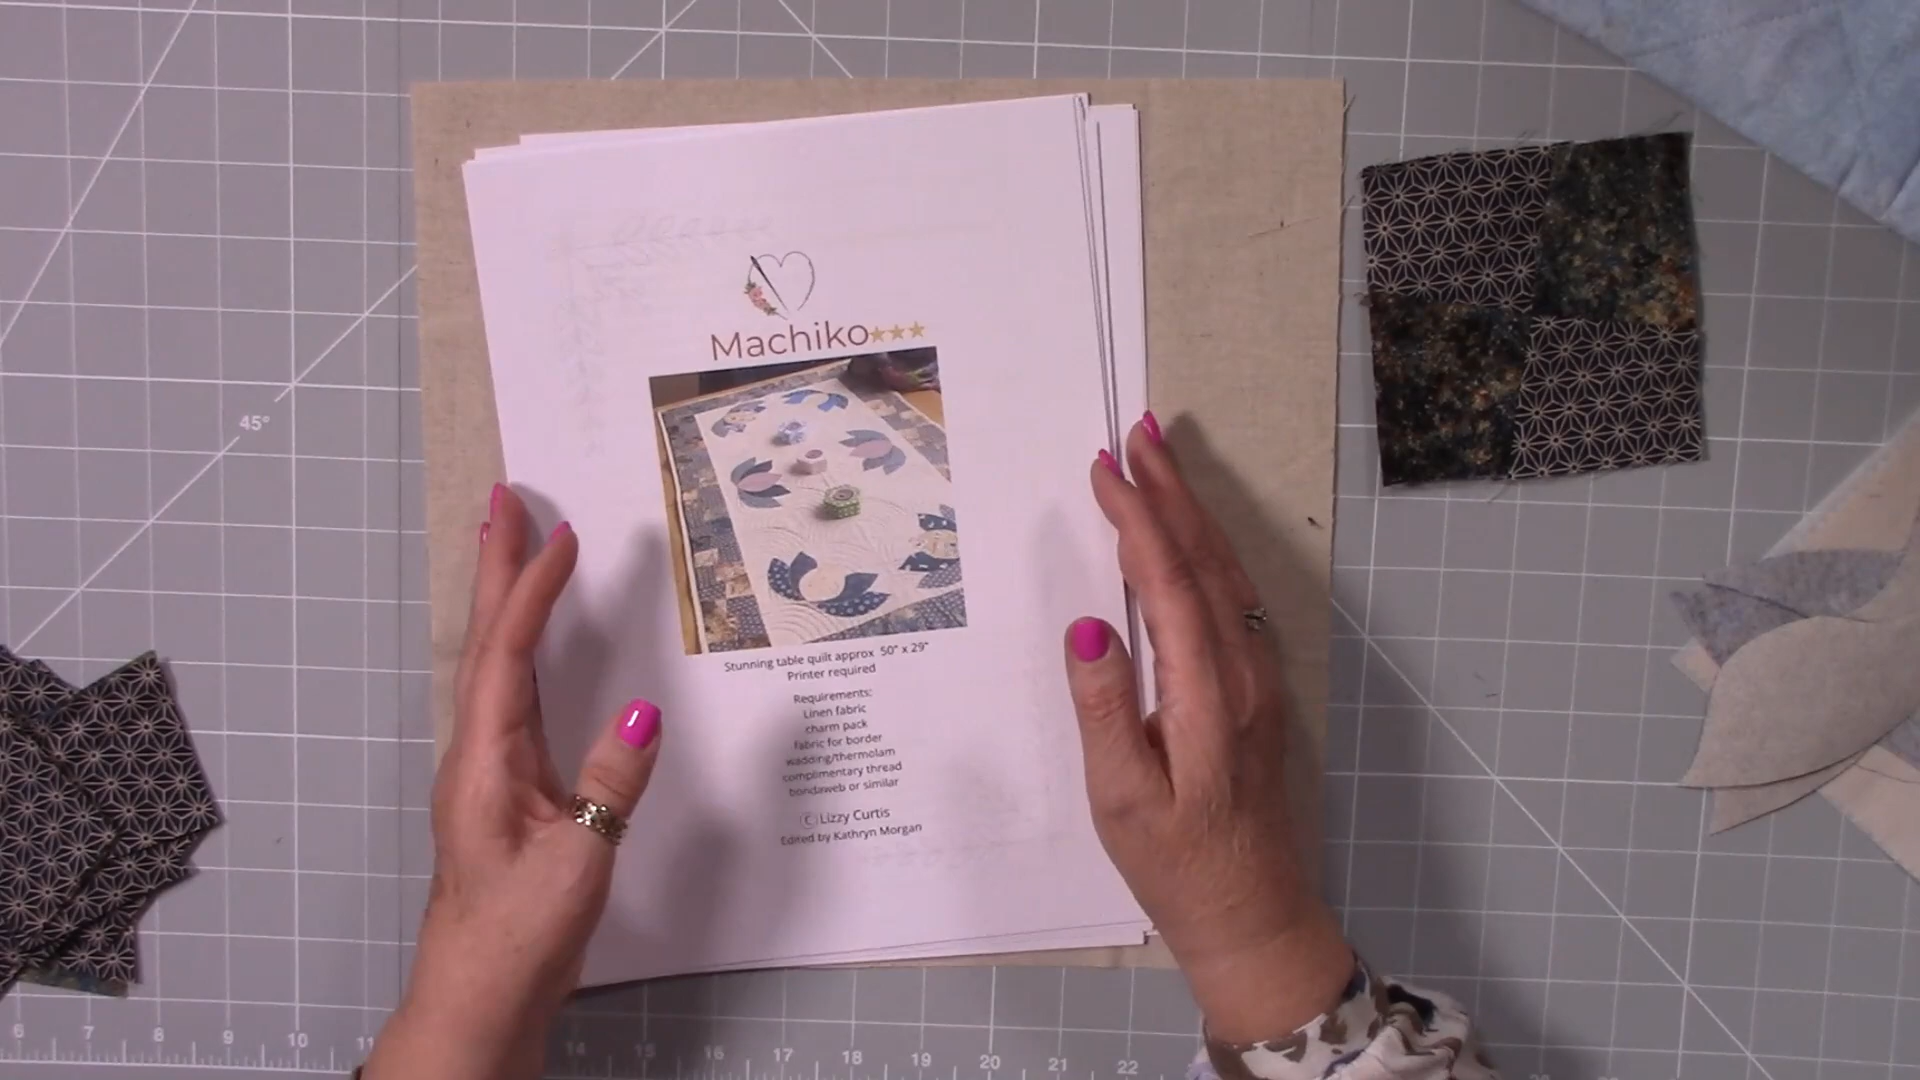 Machiko
Stunning table quilt approx 50" x 29"
Printer required
Requirements:
Linen fabric
charm pack
fabric for border
wadding/thermolam
complimentary thread
bondaweb or similar
© Lizzy Curtis
Edited by Kathryn Morgan
45°
6 7 8 9 10 11 14 15 16 17 18 19 20 21 22